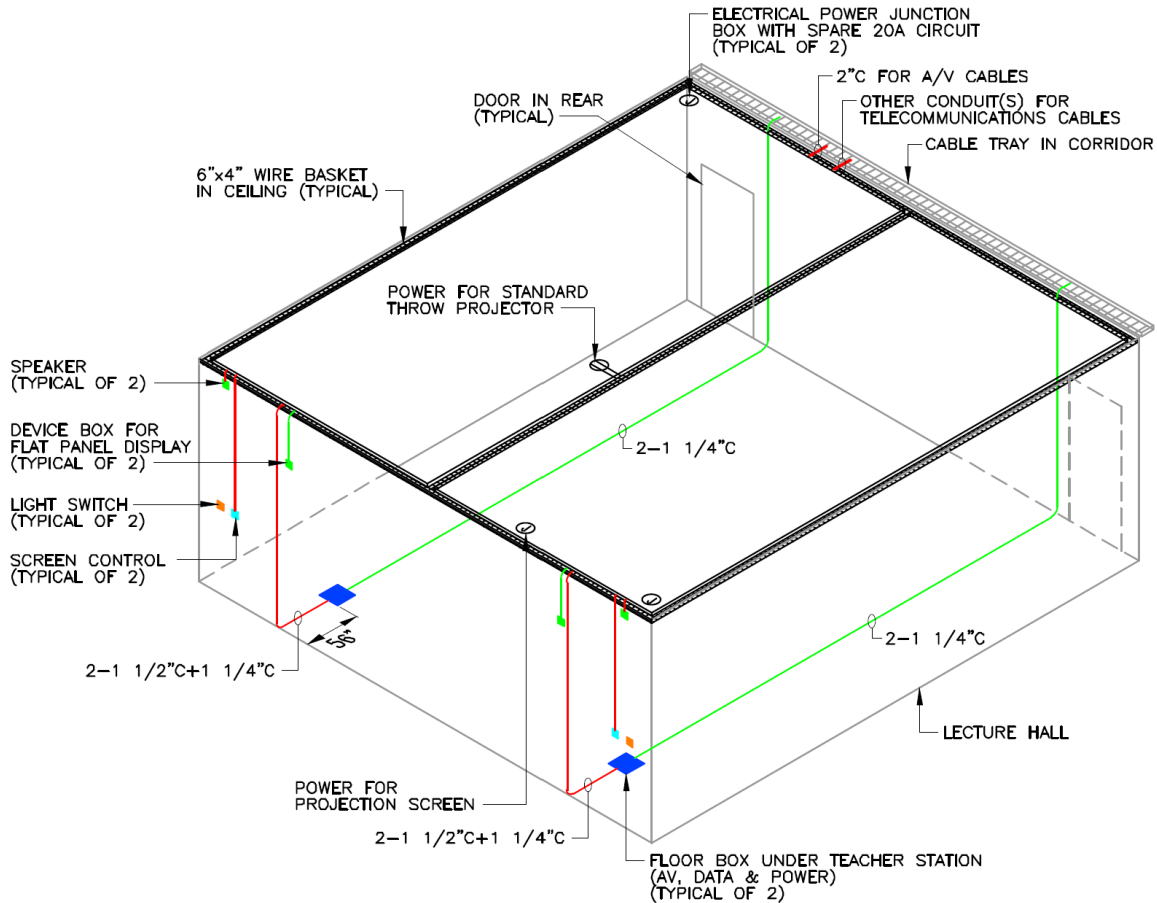 ELECTRICAL POWER JUNCTION
BOX WITH SPARE 20A CIRCUIT
(TYPICAL OF 2)
2"C FOR A/V CABLES
DOOR IN REAR
(TYPICAL)
OTHER CONDUIT(S) FOR
TELECOMMUNICATIONS CABLES
CABLE TRAY IN CORRIDOR
6"x4" WIRE BASKET
IN CEILING (TYPICAL)
J
POWER FOR STANDARD
THROW PROJECTOR
SPEAKER
(TYPICAL OF 2)
DEVICE BOX FOR
FLAT PANEL DISPLAY
(TYPICAL OF 2)
2-1 1/4"C
LIGHT SWITCH
(TYPICAL OF 2)
J
SCREEN CONTROL
(TYPICAL OF 2)
J
56"
2-1 1/4"C
2-1 1/2"C+1 1/4"C
LECTURE HALL
POWER FOR
PROJECTION SCREEN
2-1 1/2"C+1 1/4"C
FLOOR BOX UNDER TEACHER STATION
(AV, DATA & POWER)
(TYPICAL OF 2)